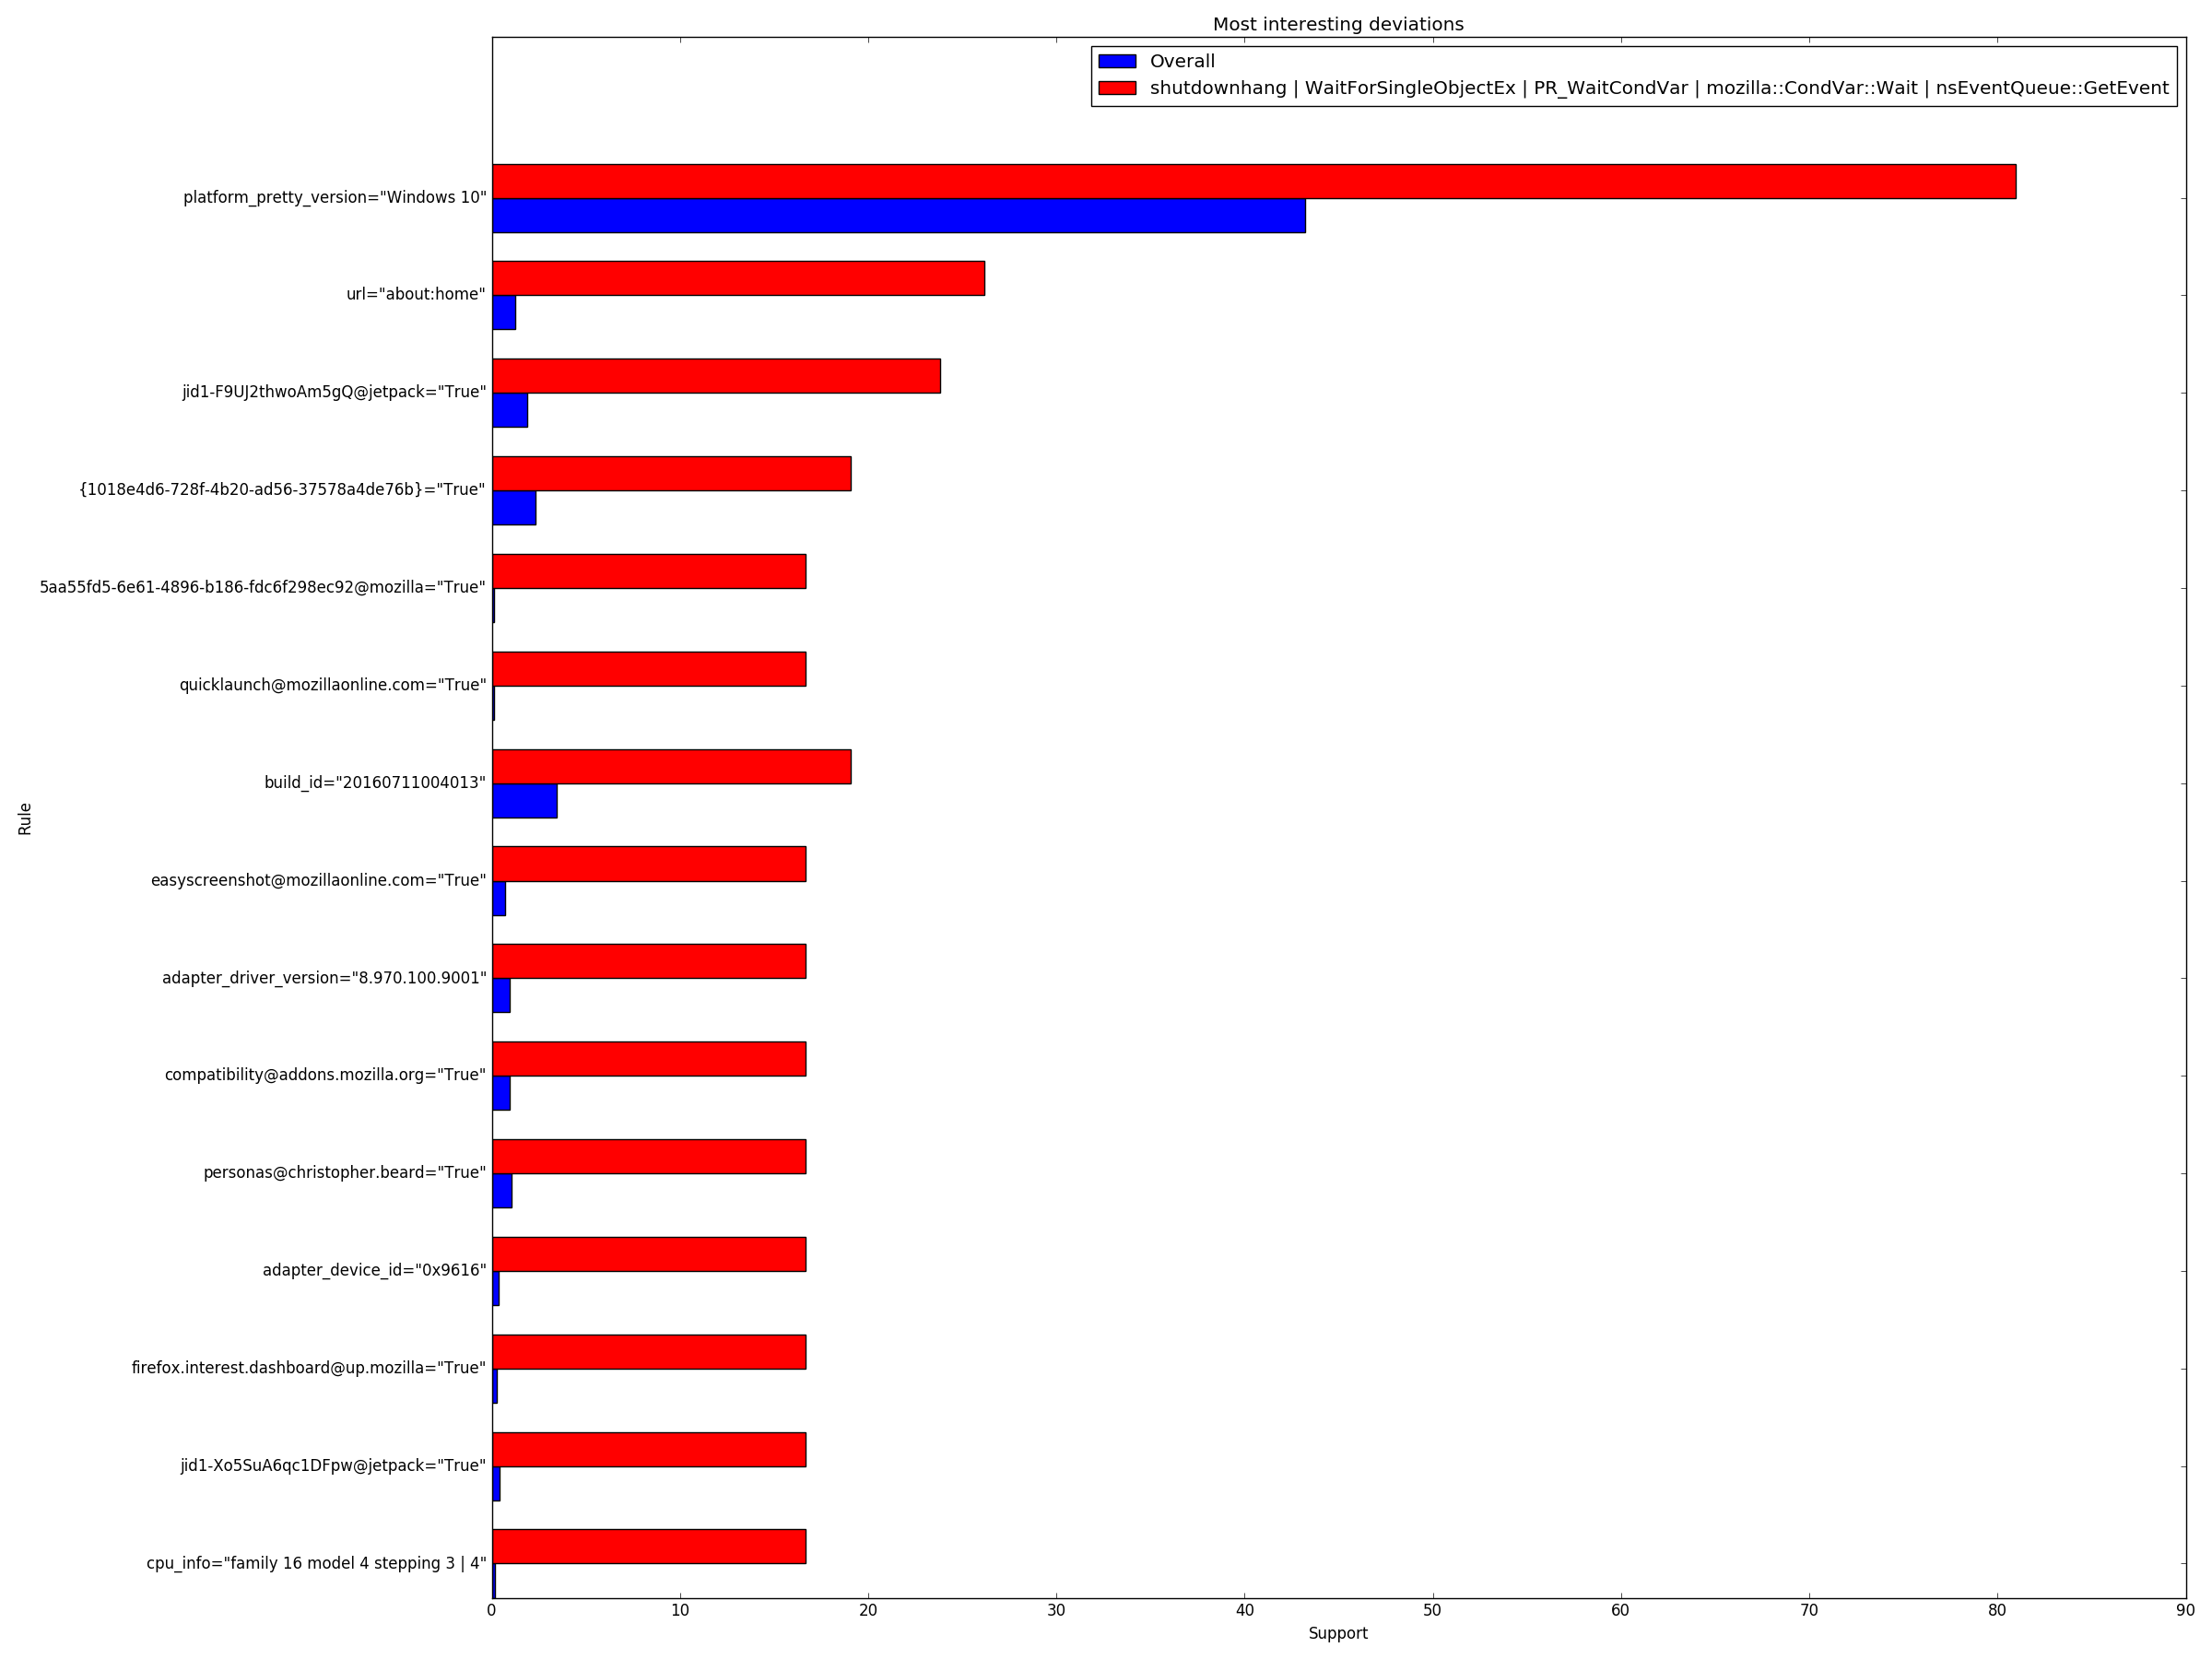 Most interesting deviations
Overall
shutdownhang | WaitForSingleObjectEx | PR_WaitCondVar | mozilla::CondVar::Wait | nsEventQueue::GetEvent
platform_pretty_version="Windows 10"
url="about:home"
jid1-F9UJ2thwoAm5gQ@jetpack="True"
{1018e4d6-728f-4b20-ad56-37578a4de76b}="True"
5aa55fd5-6e61-4896-b186-fdc6f298ec92@mozilla="True"
quicklaunch@mozillaonline.com="True"
build_id="20160711004013"
easyscreenshot@mozillaonline.com="True"
adapter_driver_version="8.970.100.9001"
compatibility@addons.mozilla.org="True"
personas@christopher.beard="True"
adapter_device_id="0x9616"
firefox.interest.dashboard@up.mozilla="True"
jid1-Xo5SuA6qc1DFpw@jetpack="True"
cpu_info="family 16 model 4 stepping 3 | 4"
Rule
0 10 20 30 40 50 60 70 80 90
Support